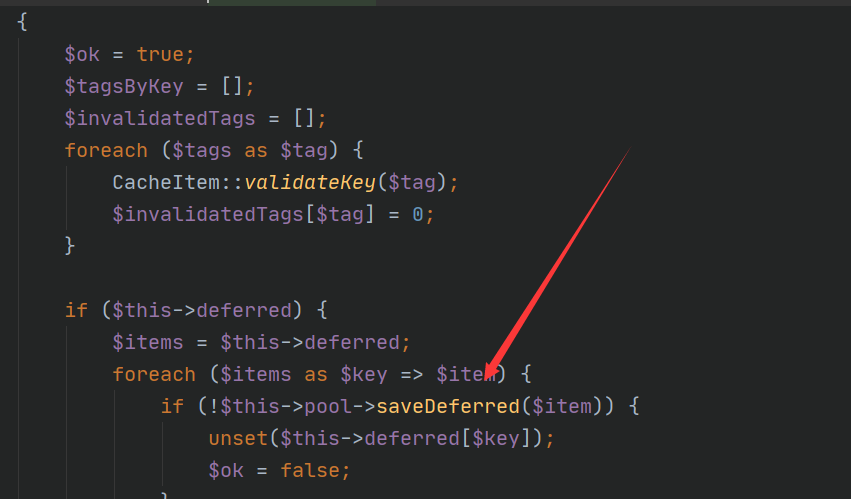 {
$ok = true;
$tagsByKey = [];
$invalidatedTags = [];
foreach ($tags as $tag) {
CacheItem::validateKey($tag);
$invalidatedTags[$tag] = 0;
}
if ($this->deferred) {
$items = $this->deferred;
foreach ($items as $key => $item) {
if (!$this->pool->saveDeferred($item)) {
unset($this->deferred[$key]);
$ok = false;
}